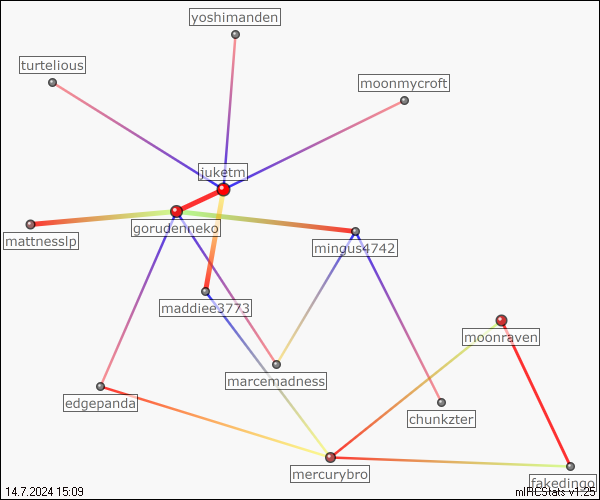 yoshimanden
turtelious
moonmycroft
juketm
gorudenneko
mattnesslp
mingus4742
maddiee3773
moonraven
marcemadness
edgepanda
chunkzter
mercurybro
fakedingo
14.7.2024 15:09
mIRCStats v1.25